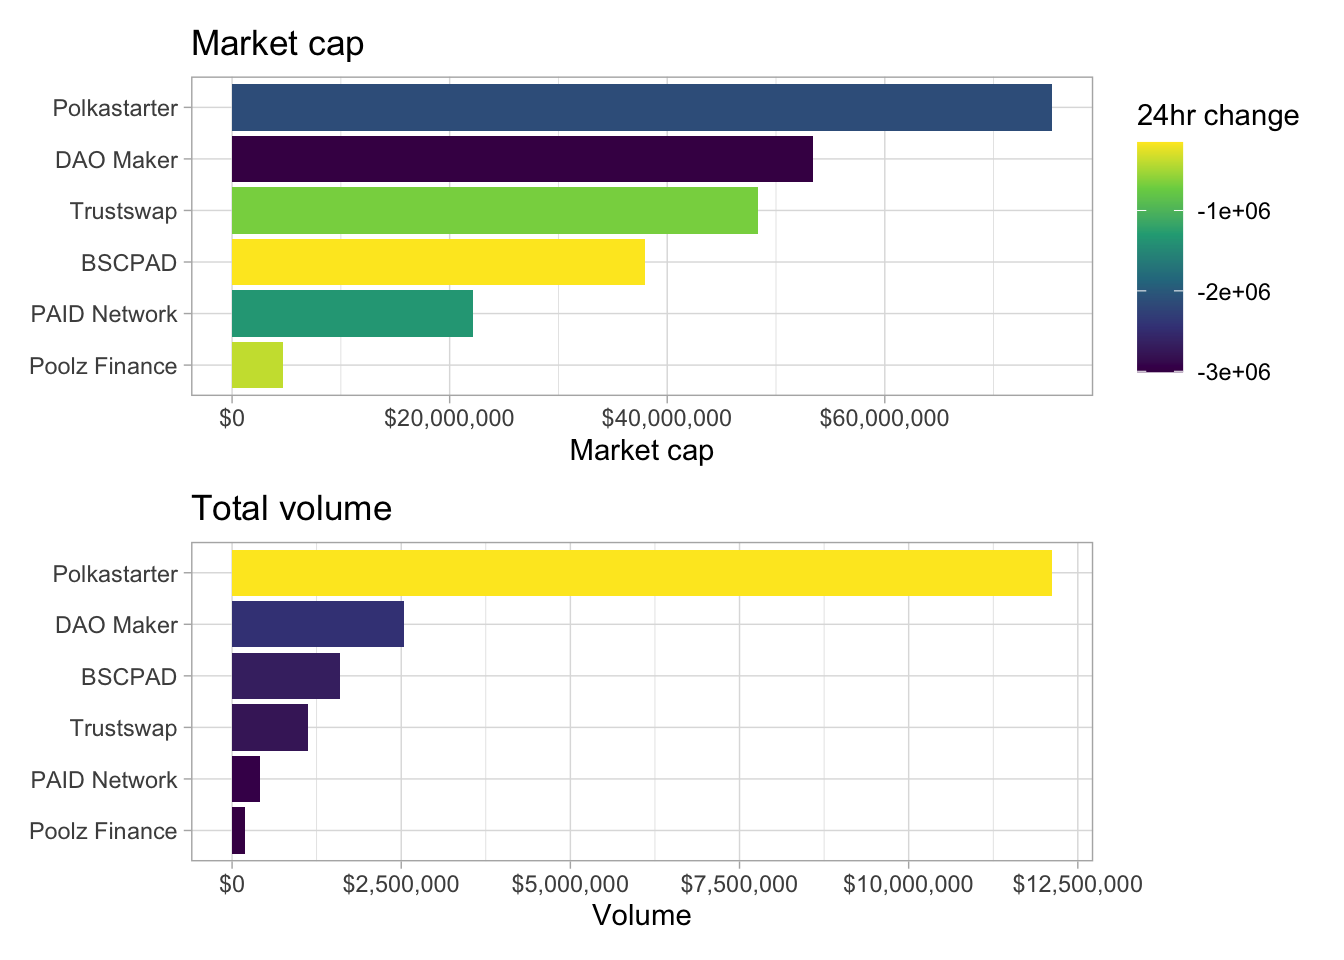 Market cap
Polkastarter
DAO Maker
Trustswap
BSCPAD
PAID Network
Poolz Finance
$0 $20,000,000 $40,000,000 $60,000,000
Market cap
24hr change
-1e+06
-2e+06
-3e+06
Total volume
Polkastarter
DAO Maker
BSCPAD
Trustswap
PAID Network
Poolz Finance
$0 $2,500,000 $5,000,000 $7,500,000 $10,000,000 $12,500,000
Volume